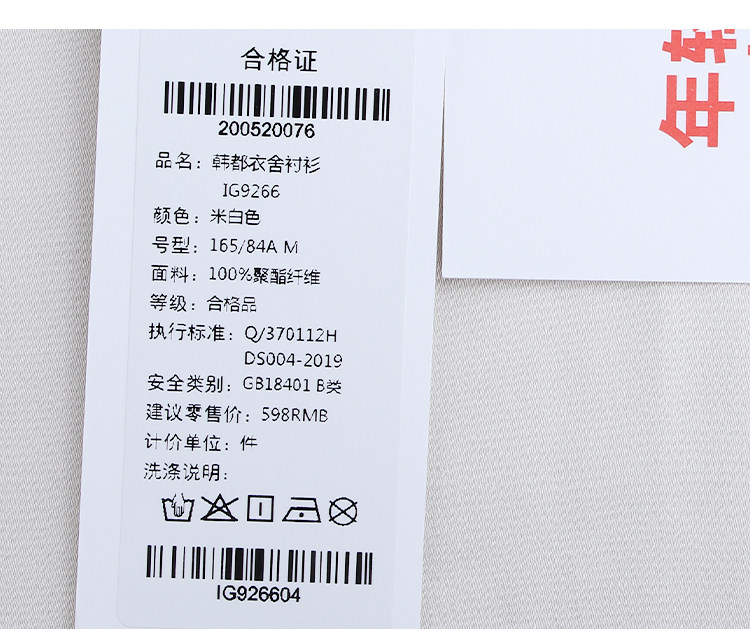 合格证
200520076
品名：韩都衣舍衬衫
IG9266
颜色：米白色
号型：165/84A M
面料：100%聚酯纤维
等级：合格品
执行标准：Q/370112H
DS004-2019
安全类别：GB18401 B类
建议零售价：598RMB
计价单位：件
洗涤说明：
IG926604
年轻